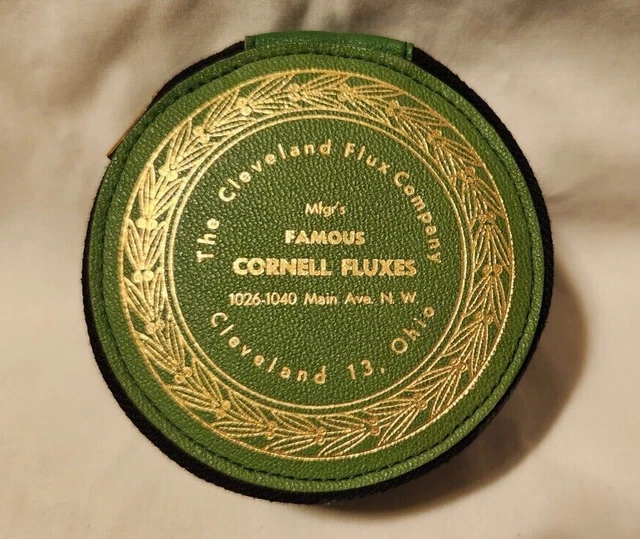 The Cleveland Flux Company
Mfgr's
FAMOUS
CORNELL FLUXES
1026-1040 Main Ave. N. W.
Cleveland 13, Ohio